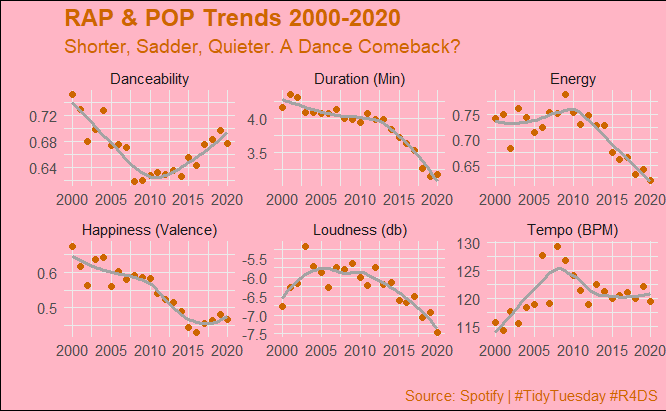 RAP & POP Trends 2000-2020
Shorter, Sadder, Quieter. A Dance Comeback?
Danceability
Duration (Min)
Energy
0.72
0.68
0.64
4.0
3.5
0.75
0.70
0.65
2000 2005 2010 2015 2020
2000 2005 2010 2015 2020
2000 2005 2010 2015 2020
Happiness (Valence)
Loudness (db)
Tempo (BPM)
0.6
0.5
-5.5
-6.0
-6.5
-7.0
-7.5
130
125
120
115
2000 2005 2010 2015 2020
2000 2005 2010 2015 2020
2000 2005 2010 2015 2020
Source: Spotify | #TidyTuesday #R4DS